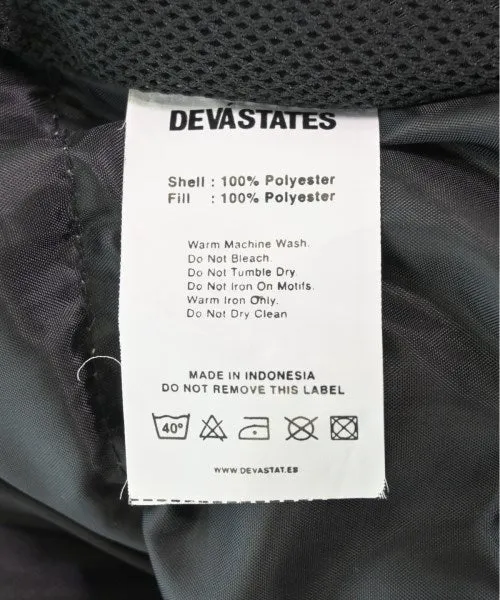 DEVÁSTATES
Shell : 100% Polyester
Fill : 100% Polyester
Warm Machine Wash.
Do Not Bleach.
Do Not Tumble Dry.
Do Not Iron On Motifs.
Warm Iron Only.
Do Not Dry Clean
MADE IN INDONESIA
DO NOT REMOVE THIS LABEL
40°
WWW.DEVASTAT.ES